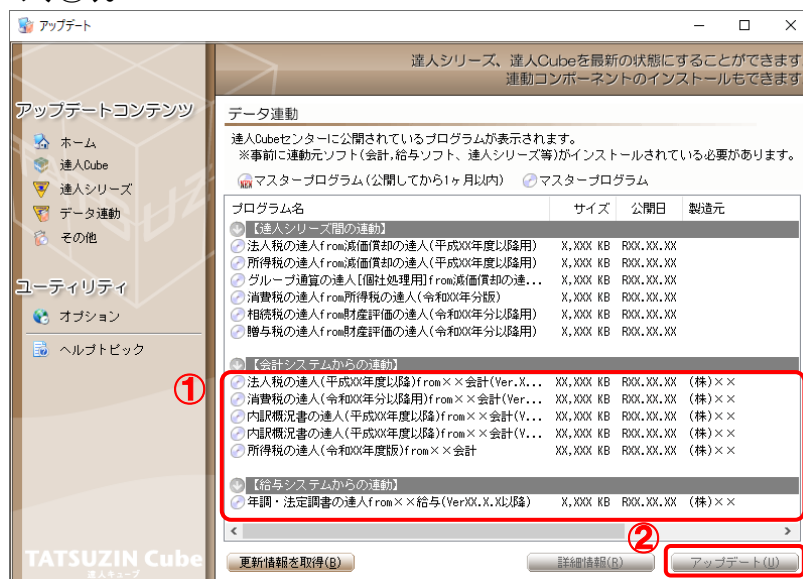 アップデート
達人シリーズ、達人Cubeを最新の状態にすることができます
連動コンポーネントのインストールもできます
アップデートコンテンツ
ホーム
達人Cube
達人シリーズ
データ連動
その他
ユーティリティ
オプション
ヘルプトピック
TATSUZIN Cube
達人キューブ
データ連動
達人Cubeセンターに公開されているプログラムが表示されます。
※事前に連動元ソフト(会計,給与ソフト、達人シリーズ等)がインストールされている必要があります。
マスタープログラム(公開してから1ヶ月以内) マスタープログラム
プログラム名 サイズ 公開日 製造元
【達人シリーズ間の連動】
法人税の達人from減価償却の達人(平成XX年度以降用) X,XXX KB RXX.XX.XX
所得税の達人from減価償却の達人(平成XX年度以降用) X,XXX KB RXX.XX.XX
グループ通算の達人[個社処理用]from減価償却の達... X,XXX KB RXX.XX.XX
消費税の達人from所得税の達人(令和XX年分版) X,XXX KB RXX.XX.XX
相続税の達人from財産評価の達人(令和XX年分以降用) X,XXX KB RXX.XX.XX
贈与税の達人from財産評価の達人(令和XX年分以降用) X,XXX KB RXX.XX.XX
【会計システムからの連動】
①
法人税の達人(平成XX年度以降)from××会計(Ver.X... XX,XXX KB RXX.XX.XX (株)××
消費税の達人(令和XX年分以降用)from××会計(Ver... XX,XXX KB RXX.XX.XX (株)××
内訳概況書の達人(平成XX年度以降)from××会計(V... XX,XXX KB RXX.XX.XX (株)××
内訳概況書の達人(平成XX年度以降)from××会計(V... XX,XXX KB RXX.XX.XX (株)××
所得税の達人(令和XX年度版)from××会計 XX,XXX KB RXX.XX.XX (株)××
【給与システムからの連動】
年調・法定調書の達人from××給与(VerXX.X.X以降) X,XXX KB RXX.XX.XX (株)××
②
更新情報を取得(B) 詳細情報(R) アップデート(U)